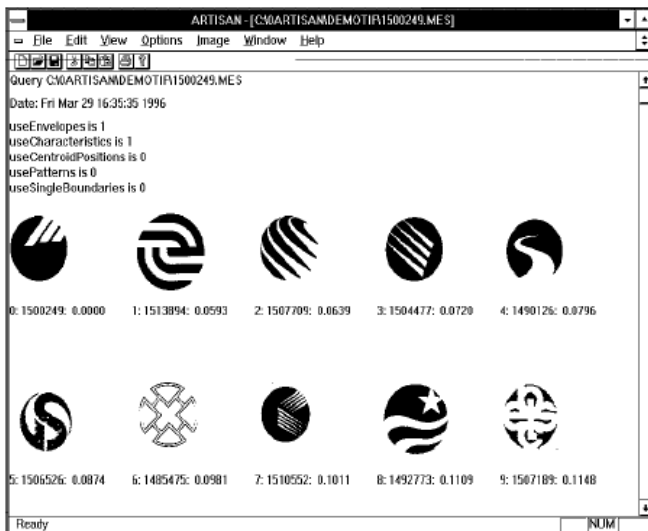 ARTISAN - [C:\0ARTISAN\DEMOTIF\1500249.MES]
File Edit View Options Image Window Help
Query C:\0ARTISAN\DEMOTIF\1500249.MES
Date: Fri Mar 29 16:35:35 1996
useEnvelopes is 1
useCharacteristics is 1
useCentroidPositions is 0
usePatterns is 0
useSingleBoundaries is 0
0: 1500249: 0.0000 1: 1513894: 0.0593 2: 1507709: 0.0639 3: 1504477: 0.0720 4: 1490126: 0.0796
5: 1506526: 0.0874 6: 1485475: 0.0981 7: 1510552: 0.1011 8: 1492773: 0.1109 9: 1507189: 0.1148
Ready NUM